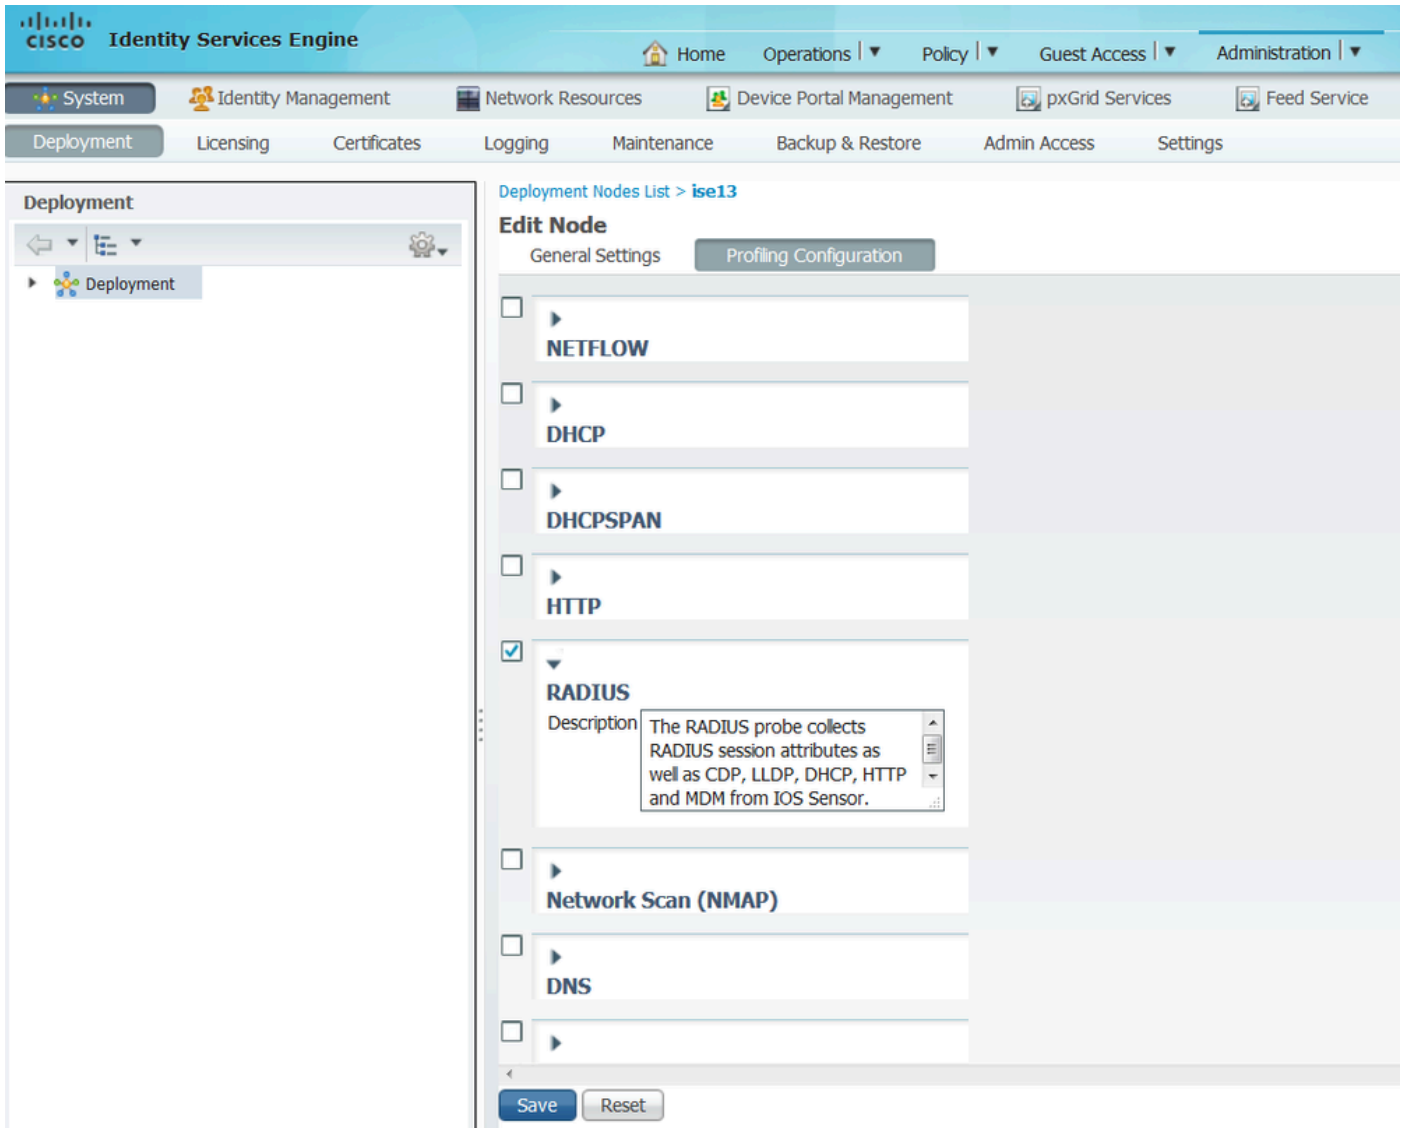 CISCO Identity Services Engine
Home Operations ▼ Policy ▼ Guest Access ▼ Administration ▼
System Identity Management Network Resources Device Portal Management pxGrid Services Feed Service
Deployment Licensing Certificates Logging Maintenance Backup & Restore Admin Access Settings
Deployment
Deployment
Deployment Nodes List > ise13
Edit Node
General Settings Profiling Configuration
NETFLOW
DHCP
DHCPSPAN
HTTP
RADIUS
Description The RADIUS probe collects
RADIUS session attributes as
well as CDP, LLDP, DHCP, HTTP
and MDM from IOS Sensor.
Network Scan (NMAP)
DNS
Save Reset